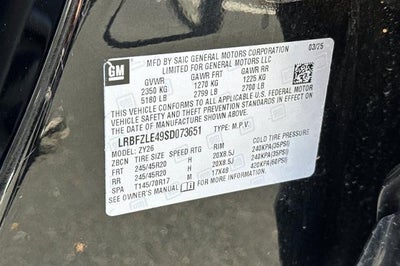 GM
MFD BY SAIC GENERAL MOTORS CORPORATION 03/25
LIMITED FOR GENERAL MOTORS LLC
GVWR GAWR FRT GAWR RR
2350 KG 1270 KG 1225 KG
5180 LB 2799 LB 2700 LB
THIS VEHICLE CONFORMS TO ALL APPLICABLE U.S. FEDERAL MOTOR
VEHICLE SAFETY AND THEFT PREVENTION STANDARDS IN EFFECT
ON THE DATE OF MANUFACTURE SHOWN ABOVE.
LRBFZLE49SD073651 TYPE: M.P.V.
ZBCN ZY26
TIRE SIZE SPEED RTG RIM COLD TIRE PRESSURE
FRT 245/45R20 H 20X8.5J 240KPA(35PSI)
RR 245/45R20 H 20X8.5J 240KPA(35PSI)
SPA T145/70R17 M 17X4B 420KPA(60PSI)
SEE OWNER'S MANUAL FOR ADDITIONAL INFORMATION.